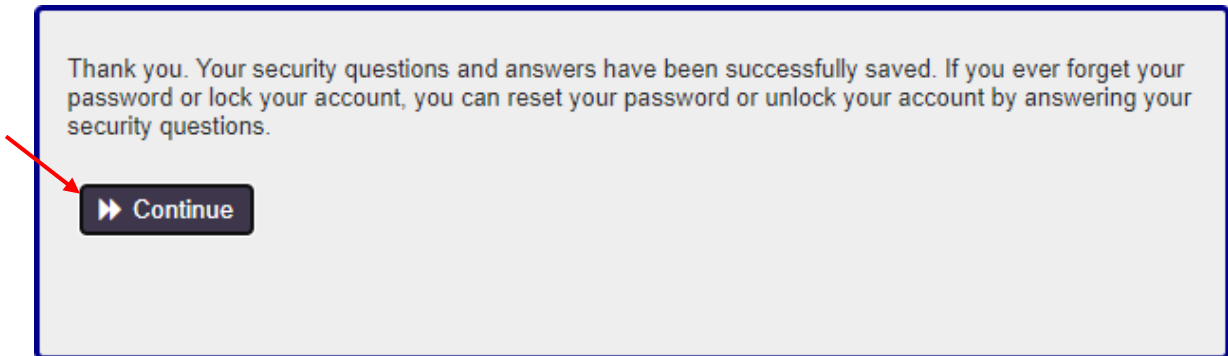 Thank you. Your security questions and answers have been successfully saved. If you ever forget your
password or lock your account, you can reset your password or unlock your account by answering your
security questions.
Continue